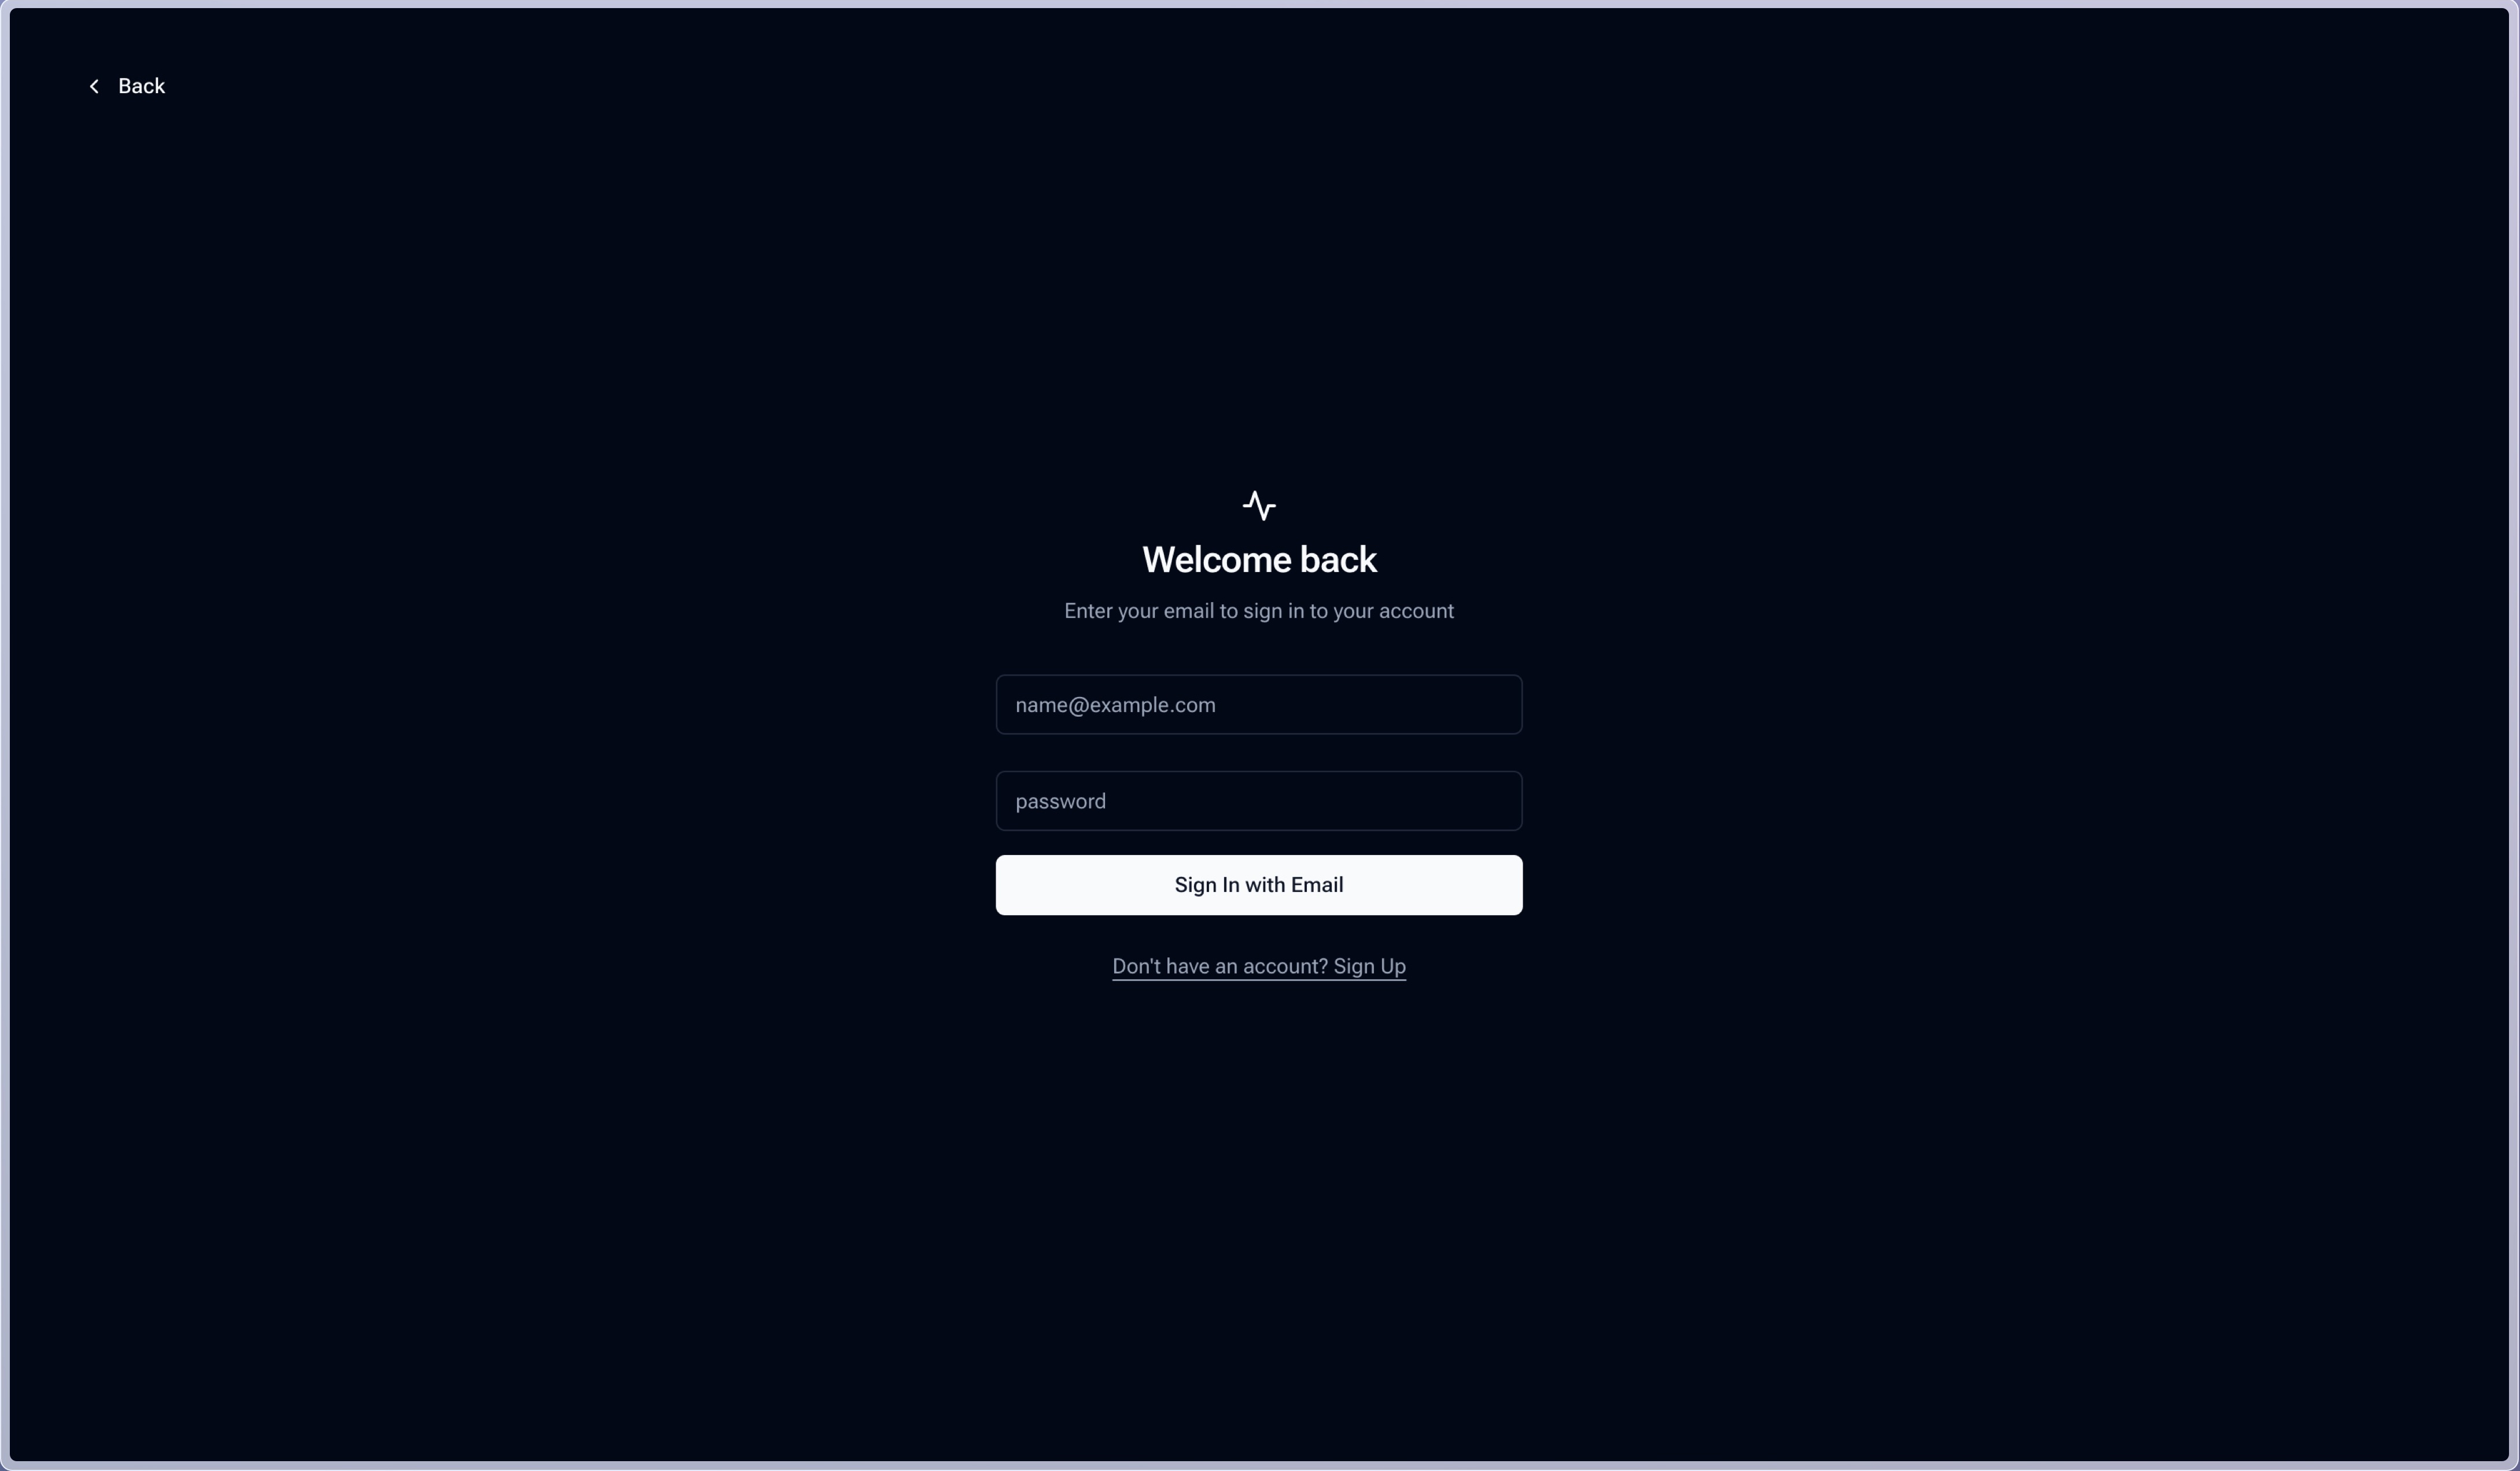 Back
Welcome back
Enter your email to sign in to your account
name@example.com
password
Sign In with Email
Don't have an account? Sign Up